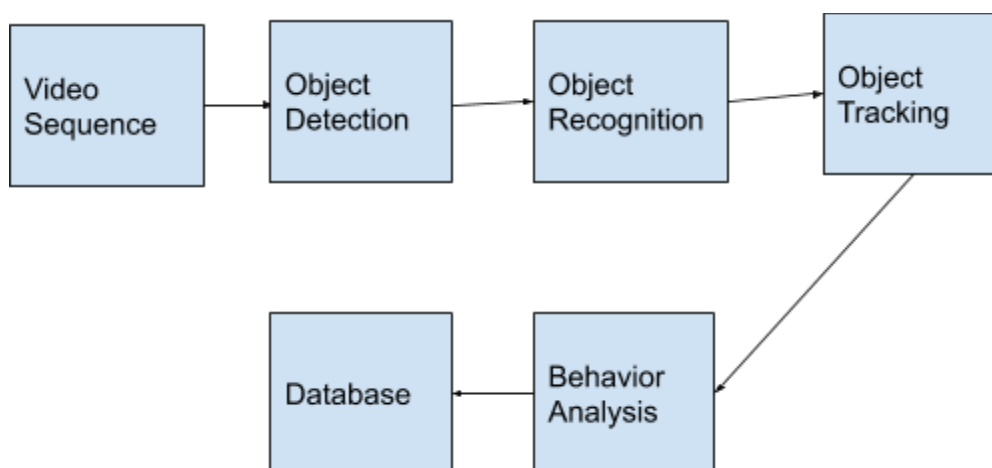 Video
Sequence
Object
Detection
Object
Recognition
Object
Tracking
Behavior
Analysis
Database